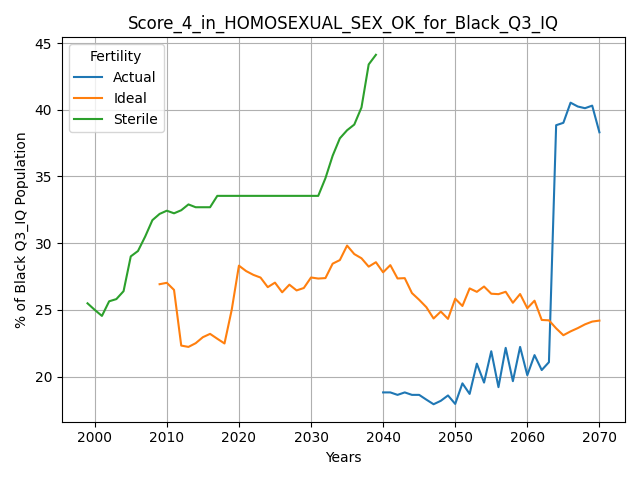 Score_4_in_HOMOSEXUAL_SEX_OK_for_Black_Q3_IQ
% of Black Q3_IQ Population
45
40
35
30
25
20
Fertility
Actual
Ideal
Sterile
2000 2010 2020 2030 2040 2050 2060 2070
Years